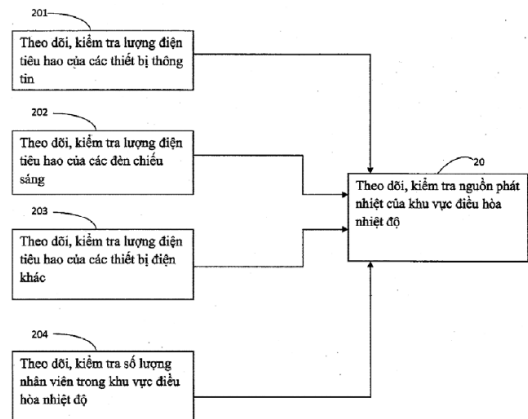 201
Theo dõi, kiểm tra lượng điện
tiêu hao của các thiết bị thông
tin
202
Theo dõi, kiểm tra lượng điện
tiêu hao của các đèn chiếu
sáng
203
Theo dõi, kiểm tra lượng điện
tiêu hao của các thiết bị điện
khác
204
Theo dõi, kiểm tra số lượng
nhân viên trong khu vực điều
hòa nhiệt độ
20
Theo dõi, kiểm tra nguồn phát
nhiệt của khu vực điều hòa
nhiệt độ